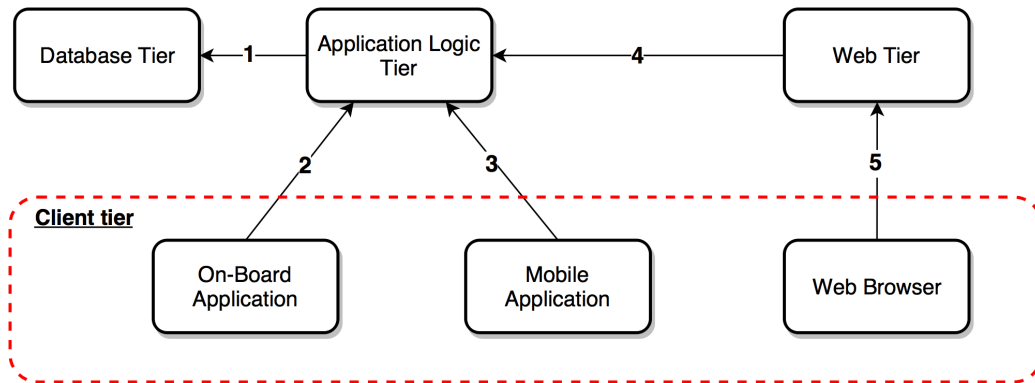 Database Tier
1
Application Logic
Tier
4
Web Tier
2
3
5
Client tier
On-Board
Application
Mobile
Application
Web Browser